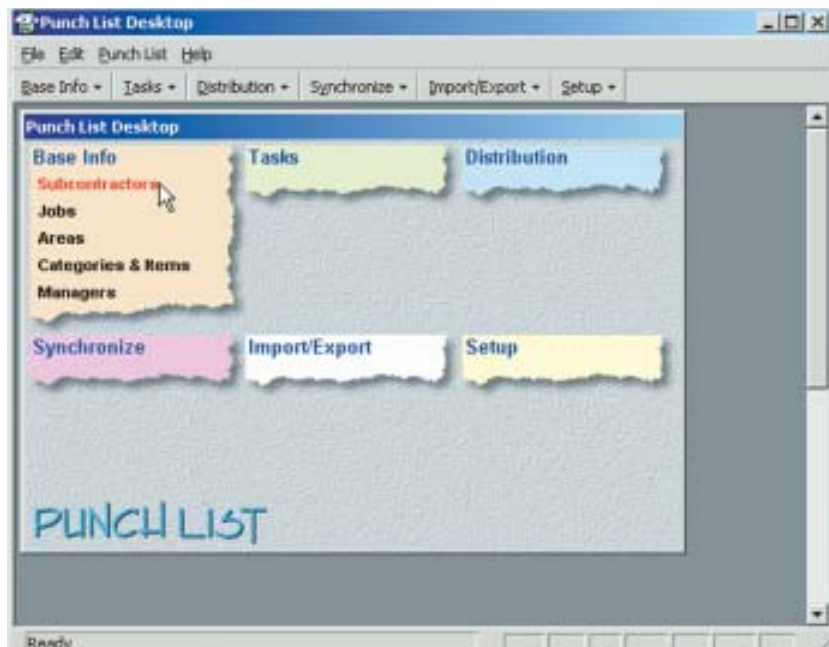 Punch List Desktop
File Edit Punch List Help
Base Info Tasks Distribution Synchronize Import/Export Setup
Punch List Desktop
Base Info Tasks Distribution
Subcontractors
Jobs
Areas
Categories & Items
Managers
Synchronize Import/Export Setup
PUNCH LIST
Ready